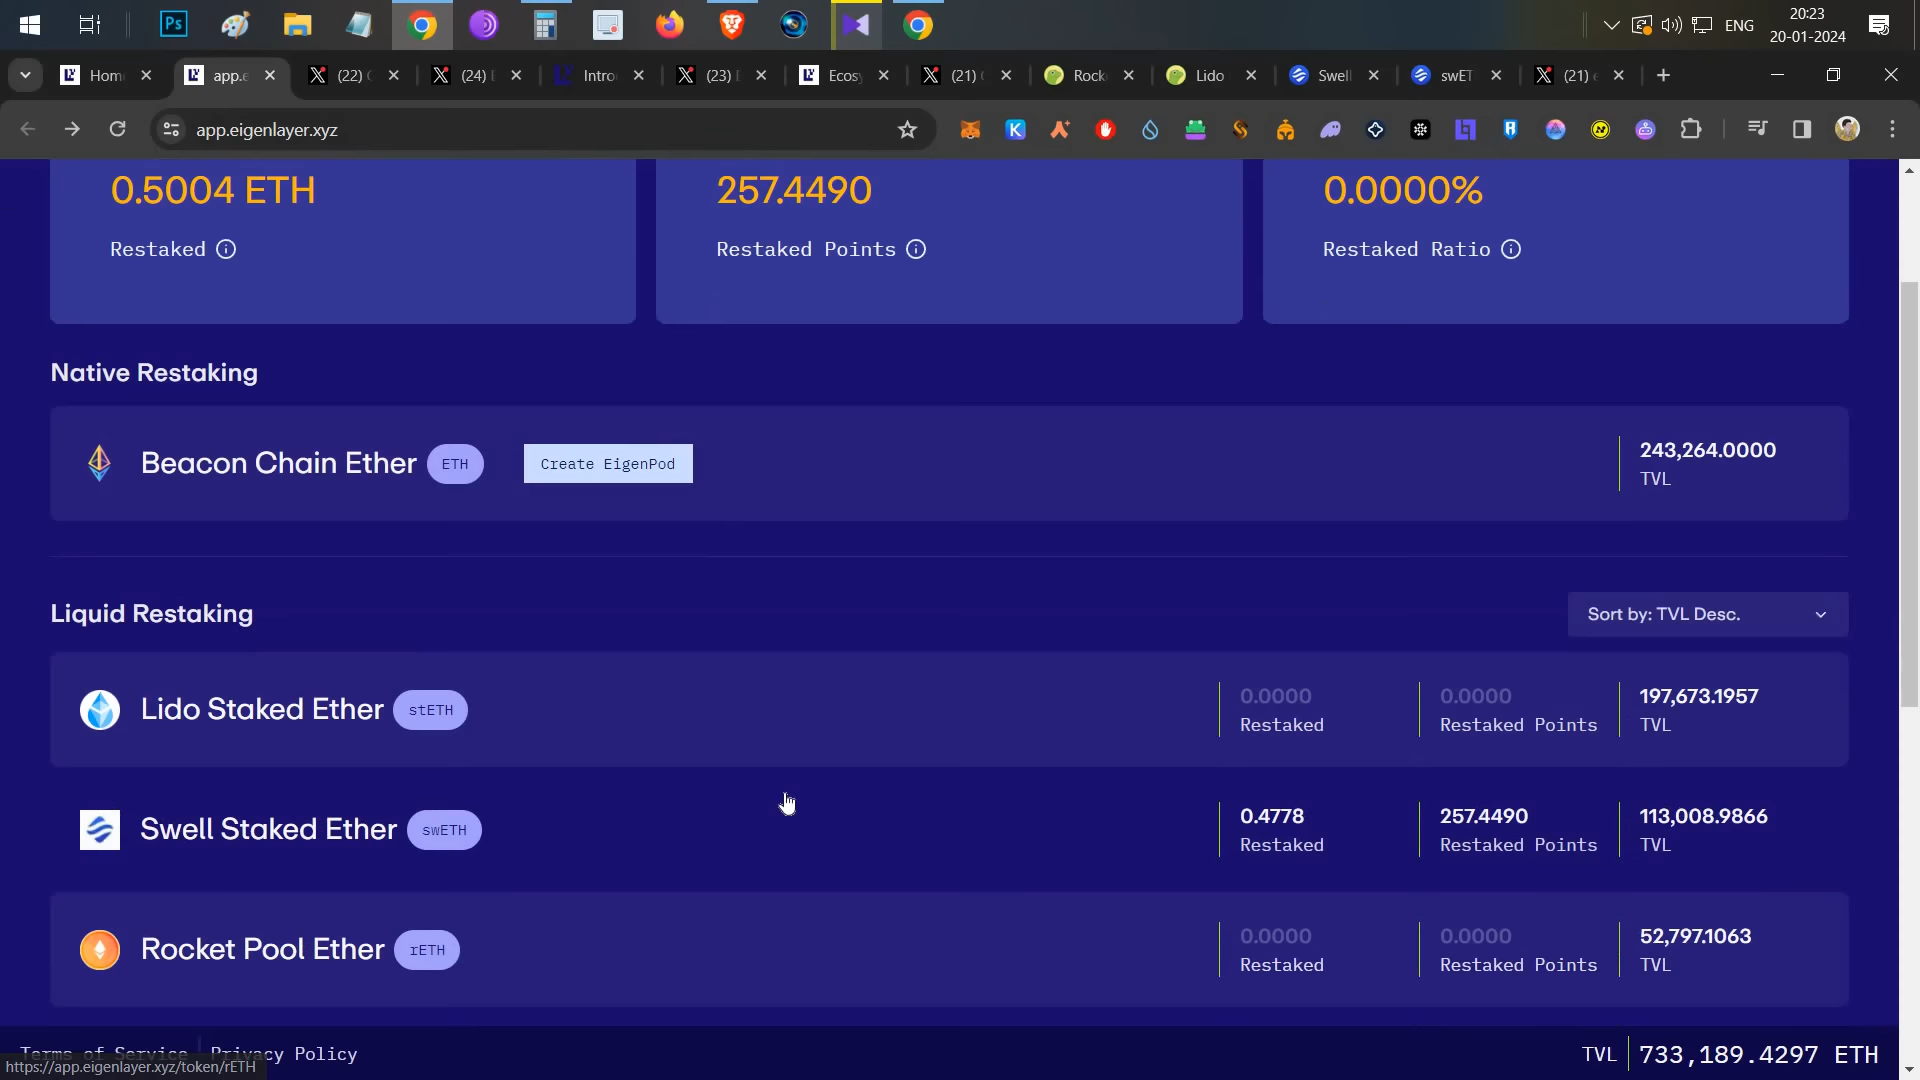 Ps
ENG
20:23
20-01-2024
Hom
app.e
(22)
(24)
Intro
(23)
Ecosy
(21)
Rock
Lido
Swell
swET
(21)
app.eigenlayer.xyz
0.5004 ETH
Restaked
257.4490
Restaked Points
0.0000%
Restaked Ratio
Native Restaking
Beacon Chain Ether ETH Create EigenPod
243,264.0000
TVL
Liquid Restaking
Sort by: TVL Desc.
Lido Staked Ether stETH
0.0000
Restaked
0.0000
Restaked Points
197,673.1957
TVL
Swell Staked Ether swETH
0.4778
Restaked
257.4490
Restaked Points
113,008.9866
TVL
Rocket Pool Ether rETH
0.0000
Restaked
0.0000
Restaked Points
52,797.1063
TVL
Terms of Service Privacy Policy
https://app.eigenlayer.xyz/token/rETH
TVL 733,189.4297 ETH